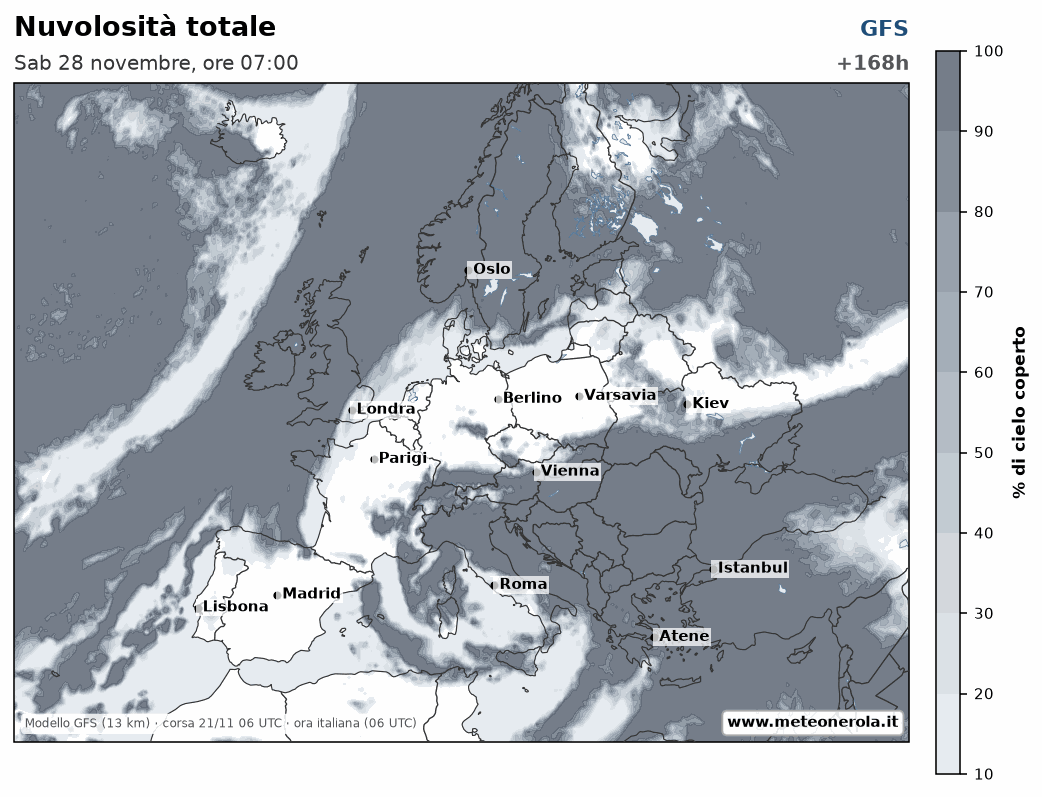 Nuvolosità totale
GFS
Sab 28 novembre, ore 07:00
+168h
100
90
80
70
60
50
40
30
20
10
% di cielo coperto
Oslo
Londra
Berlino
Varsavia
Kiev
Parigi
Vienna
Istanbul
Madrid
Roma
Lisbona
Atene
Modello GFS (13 km) · corsa 21/11 06 UTC · ora italiana (06 UTC)
www.meteonerola.it